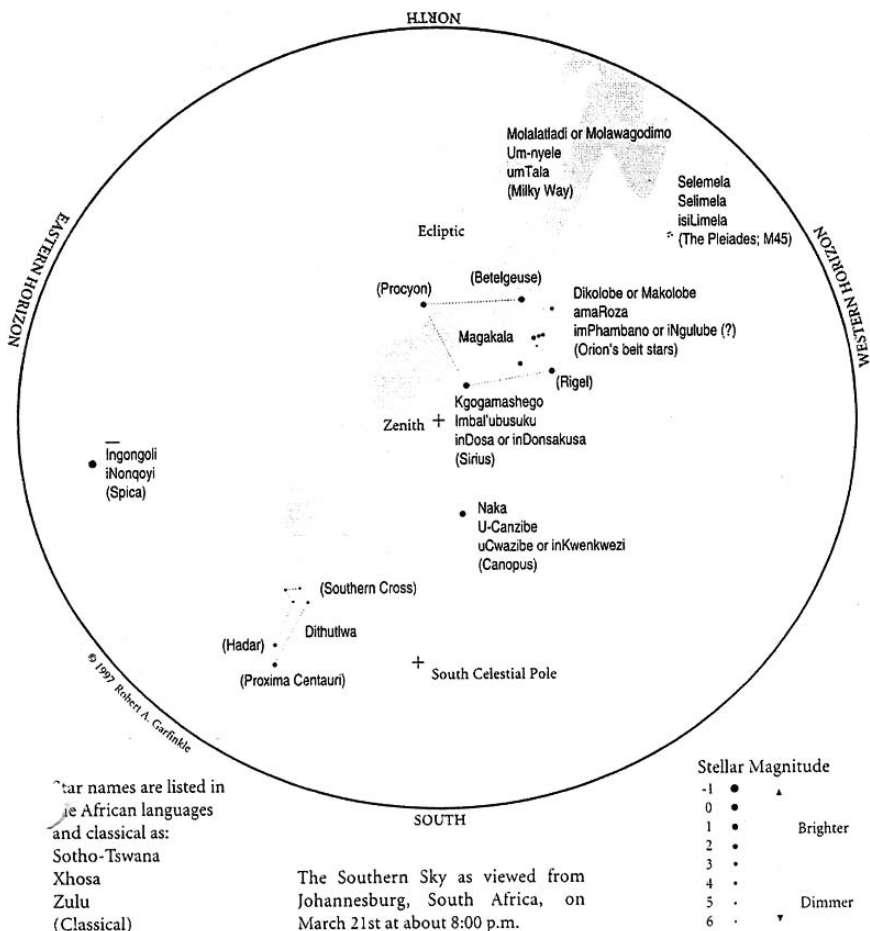 NORTH
Molalatladi or Molawagodimo
Um-nyele
umTala
(Milky Way)
Selemela
Selimela
isiLimela
(The Pleiades; M45)
EASTERN HORIZON
WESTERN HORIZON
Ecliptic
(Betelgeuse)
(Procyon)
Dikolobe or Makolobe
amaRoza
imPhambano or iNgulube (?)
(Orion's belt stars)
Magakala
(Rigel)
Kgogamashego
Imbal'ubusuku
inDosa or inDonsakusa
(Sirius)
Zenith
Ingongoli
iNonqoyi
(Spica)
Naka
U-Canzibe
uCwazibe or inKwenkwezi
(Canopus)
(Southern Cross)
Dithutlwa
(Hadar)
(Proxima Centauri)
South Celestial Pole
© 1997 Robert A. Garfinkle
SOUTH
tar names are listed in
African languages
and classical as:
Sotho-Tswana
Xhosa
Zulu
(Classical)
The Southern Sky as viewed from
Johannesburg, South Africa, on
March 21st at about 8:00 p.m.
Stellar Magnitude
-1
0
1 Brighter
2
3
4
5 Dimmer
6